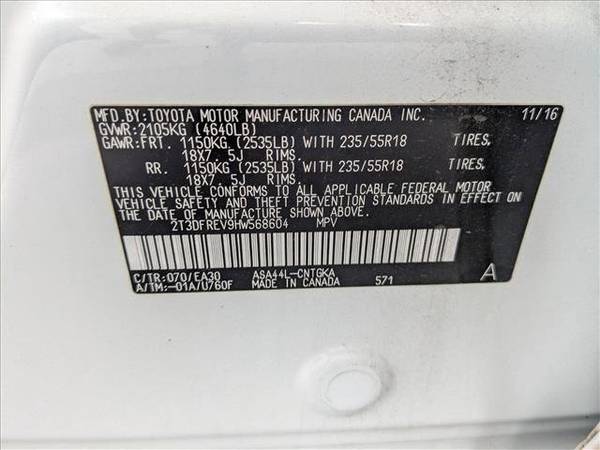 MFD.BY:TOYOTA MOTOR MANUFACTURING CANADA INC. 11/16
GVWR:2105KG (4640LB)
GAWR:FRT. 1150KG (2535LB) WITH 235/55R18 TIRES,
18X7.5J RIMS.
RR. 1150KG (2535LB) WITH 235/55R18 TIRES,
18X7.5J RIMS.
THIS VEHICLE CONFORMS TO ALL APPLICABLE FEDERAL MOTOR
VEHICLE SAFETY AND THEFT PREVENTION STANDARDS IN EFFECT ON
THE DATE OF MANUFACTURE SHOWN ABOVE.
2T3DFREV9HW568604 MPV
C/TR:070/EA30 ASA44L-CNTGKA A
A/TM:-01A/U760F MADE IN CANADA 571